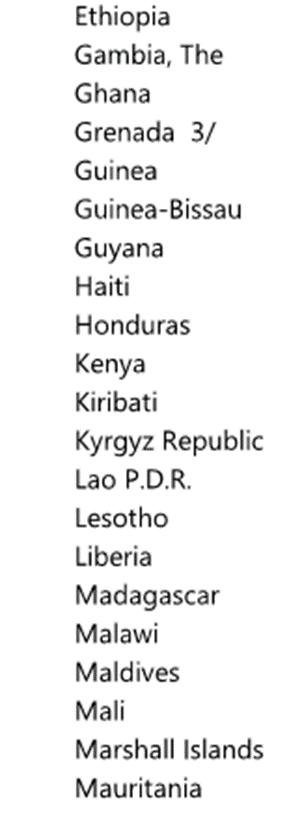 Ethiopia
Gambia, The
Ghana
Grenada 3/
Guinea
Guinea-Bissau
Guyana
Haiti
Honduras
Kenya
Kiribati
Kyrgyz Republic
Lao P.D.R.
Lesotho
Liberia
Madagascar
Malawi
Maldives
Mali
Marshall Islands
Mauritania